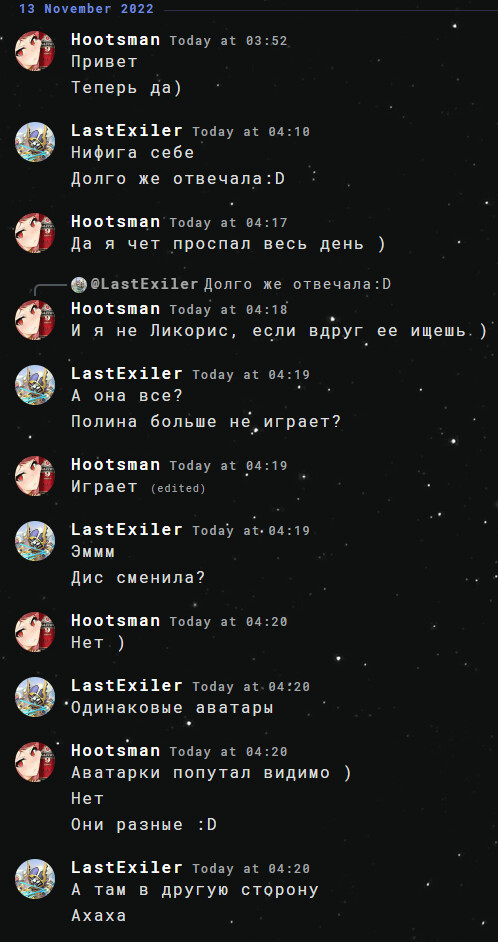 13 November 2022
Hootsman Today at 03:52
Привет
Теперь да)
LastExiler Today at 04:10
Нифига себе
Долго же отвечала:D
Hootsman Today at 04:17
Да я чет проспал весь день )
@LastExiler Долго же отвечала:D
Hootsman Today at 04:18
И я не Ликорис, если вдруг ее ищешь )
LastExiler Today at 04:19
А она все?
Полина больше не играет?
Hootsman Today at 04:19
Играет (edited)
LastExiler Today at 04:19
Эммм
Дис сменила?
Hootsman Today at 04:20
Нет )
LastExiler Today at 04:20
Одинаковые аватары
Hootsman Today at 04:20
Аватарки попутал видимо )
Нет
Они разные :D
LastExiler Today at 04:20
А там в другую сторону
Ахаха